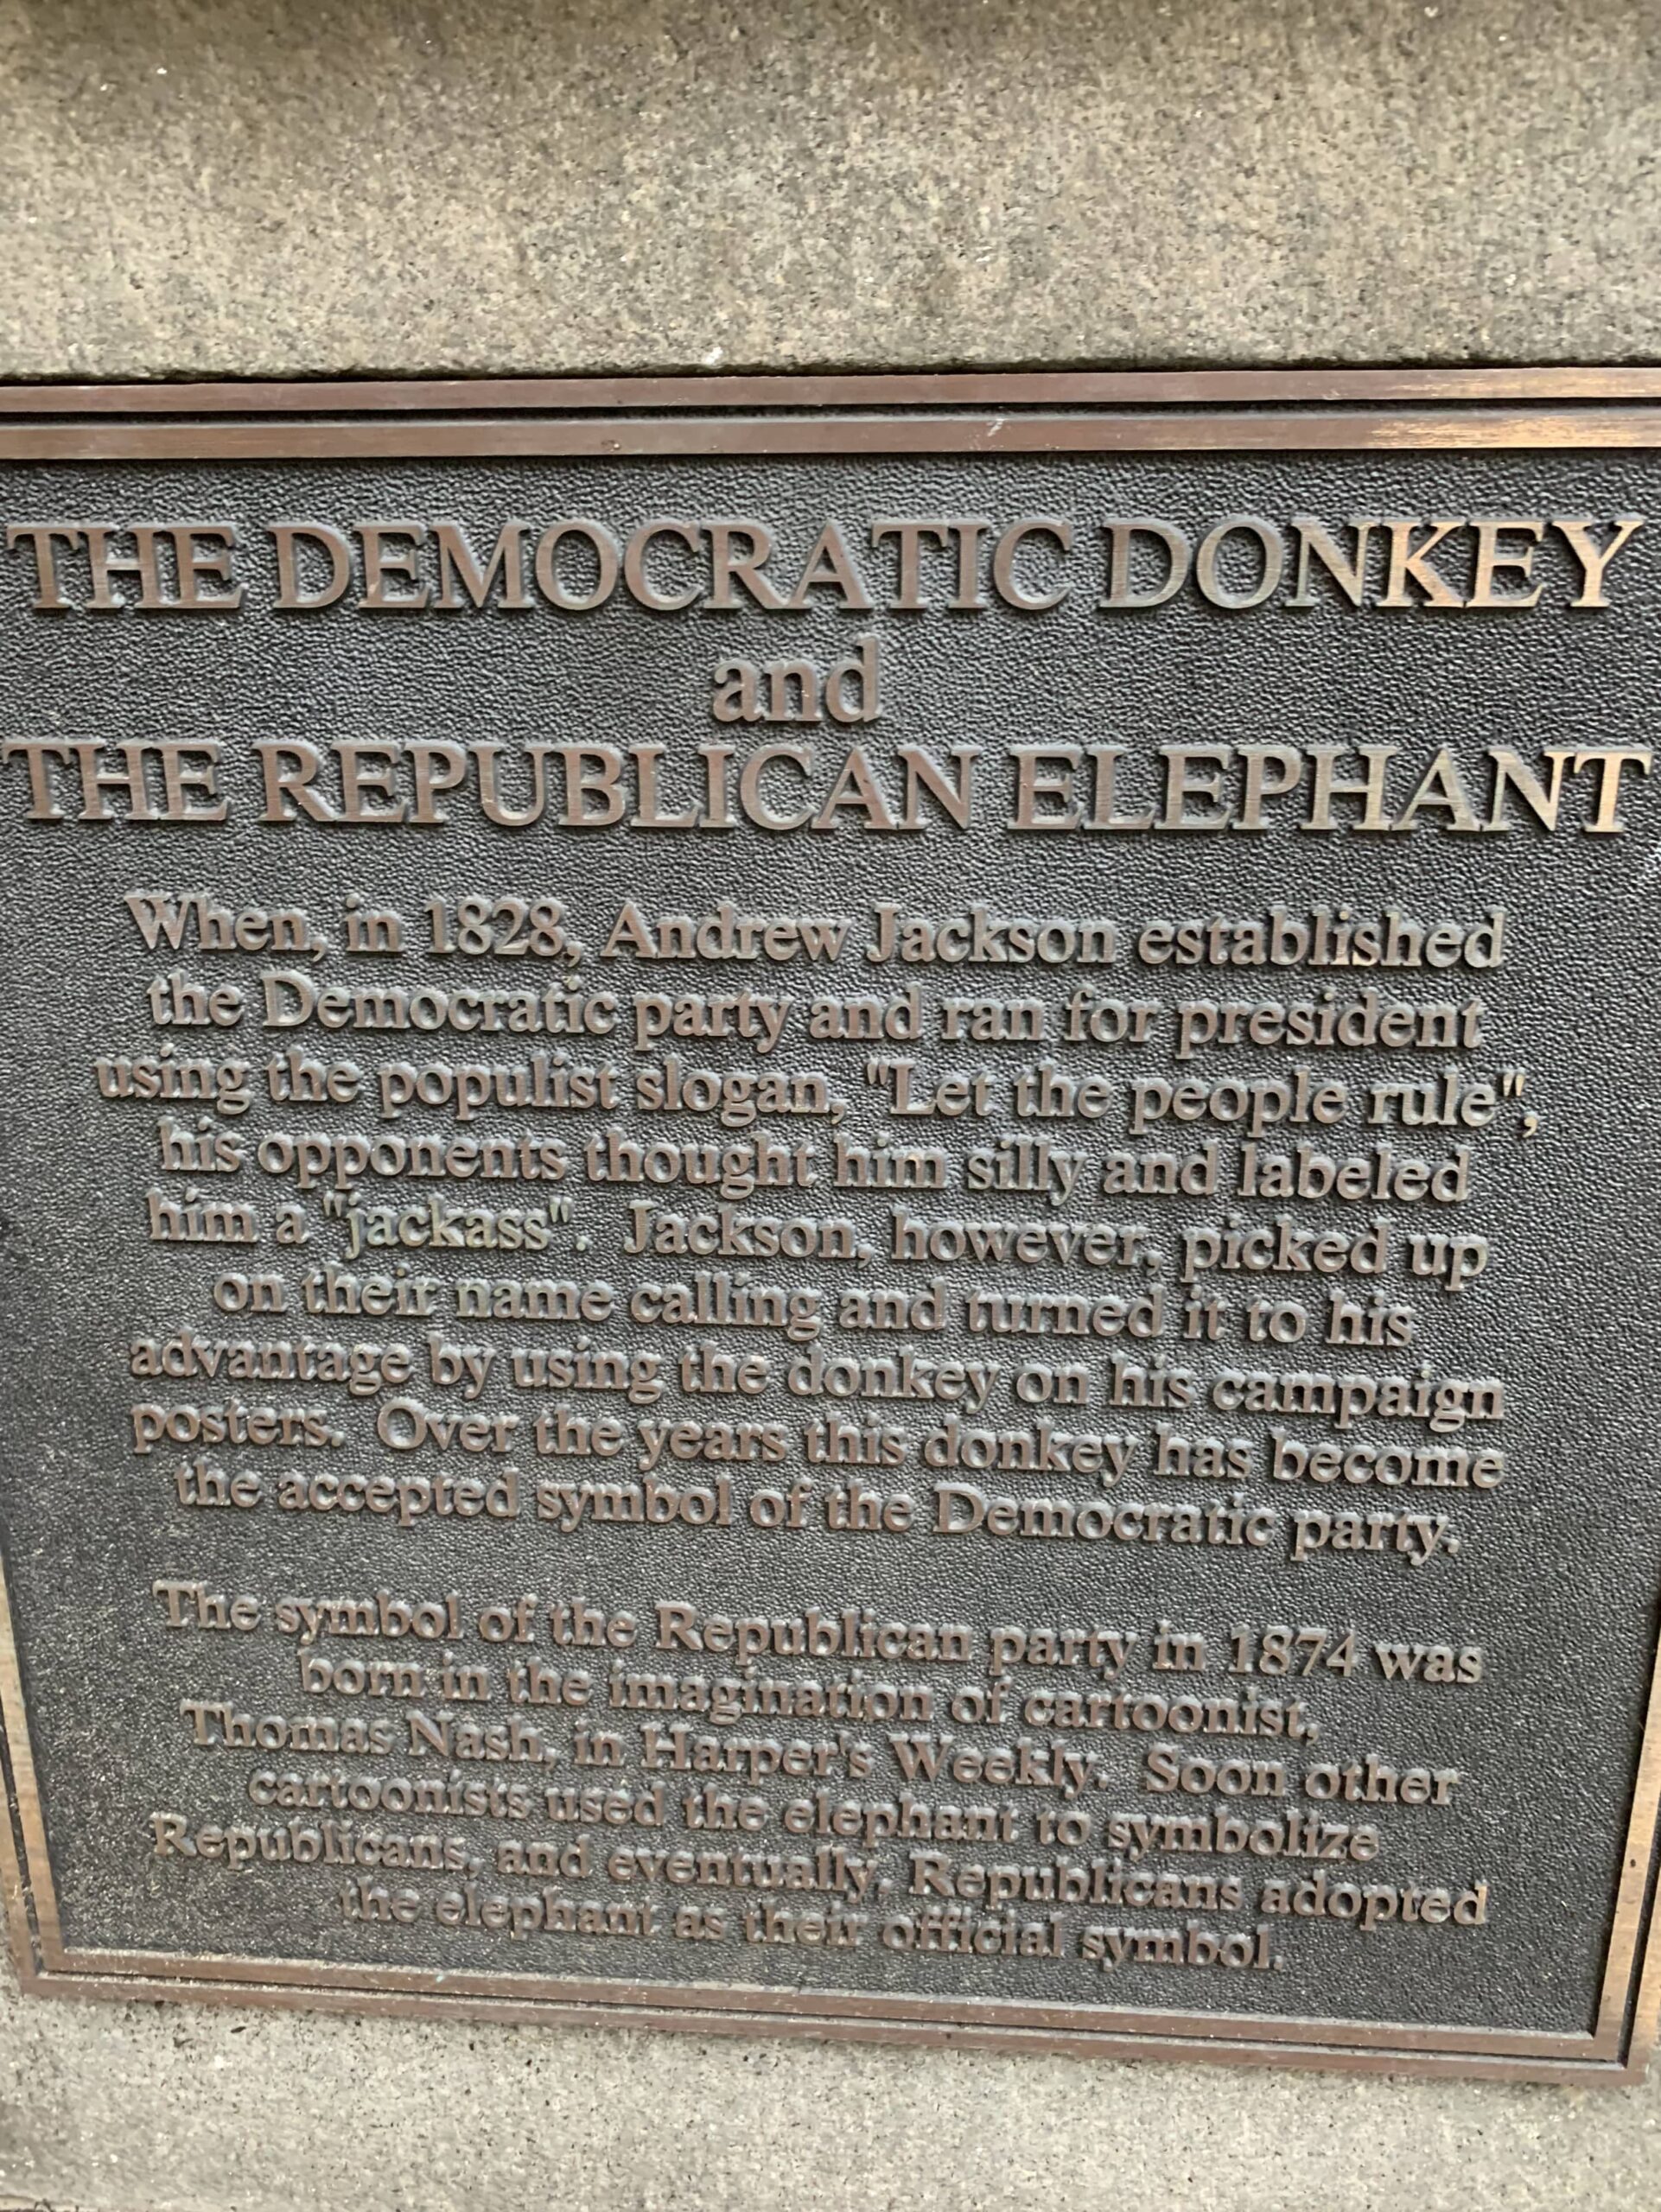 THE DEMOCRATIC DONKEY
and
THE REPUBLICAN ELEPHANT
When, in 1828, Andrew Jackson established
the Democratic party and ran for president
using the populist slogan, "Let the people rule",
his opponents thought him silly and labeled
him a "jackass". Jackson, however, picked up
on their name calling and turned it to his
advantage by using the donkey on his campaign
posters. Over the years this donkey has become
the accepted symbol of the Democratic party.
The symbol of the Republican party in 1874 was
born in the imagination of cartoonist,
Thomas Nash, in Harper's Weekly. Soon other
cartoonists used the elephant to symbolize
Republicans, and eventually, Republicans adopted
the elephant as their official symbol.